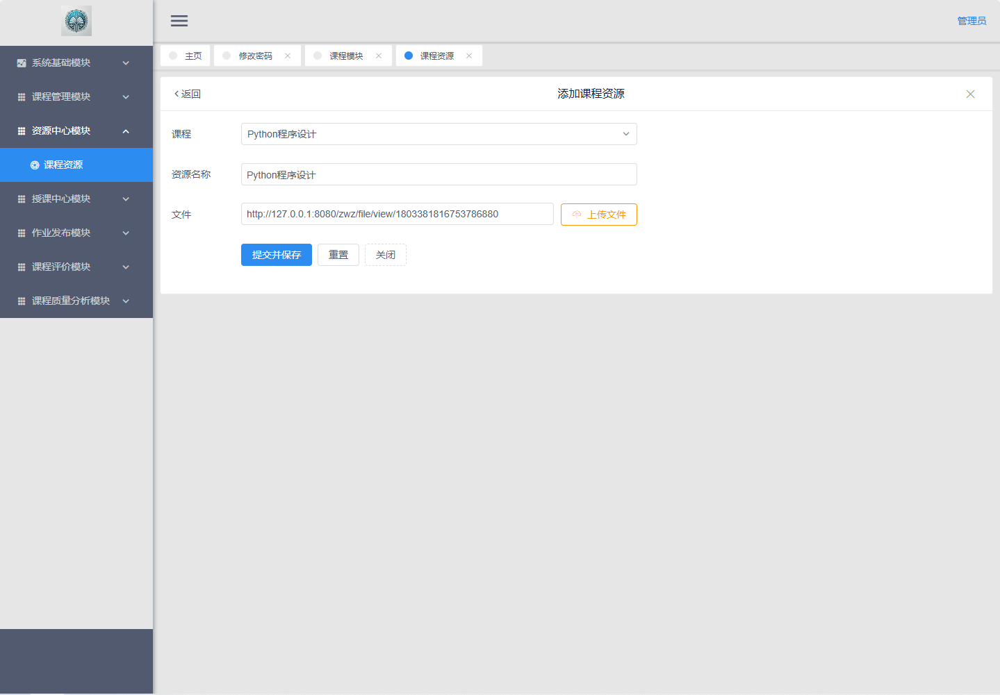 管理员
系统基础模块
课程管理模块
资源中心模块
课程资源
授课中心模块
作业发布模块
课程评价模块
课程质量分析模块
主页
修改密码
课程模块
课程资源
返回
添加课程资源
课程
Python程序设计
资源名称
Python程序设计
文件
http://127.0.0.1:8080/zwz/file/view/1803381816753786880
上传文件
提交并保存
重置
关闭